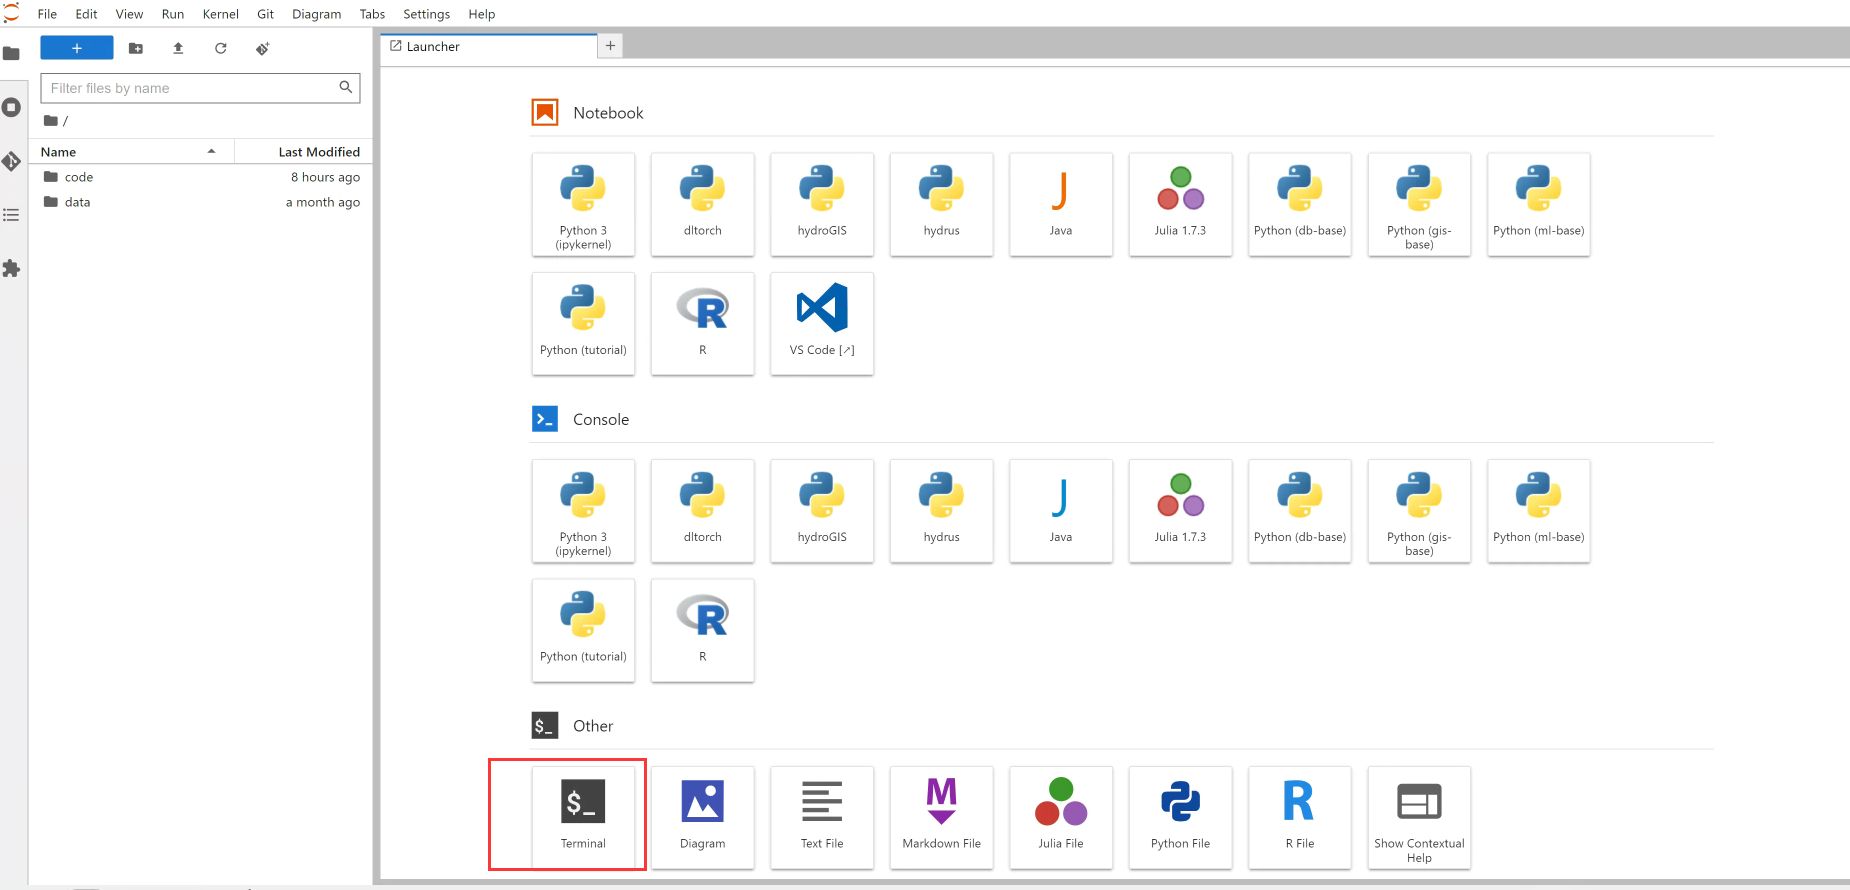 File Edit View Run Kernel Git Diagram Tabs Settings Help
+
Filter files by name
/
Name Last Modified
code 8 hours ago
data a month ago
Launcher +
Notebook
Python 3
(ipykernel)
dltorch
hydroGIS
hydrus
Java
Julia 1.7.3
Python (db-base)
Python (gis-
base)
Python (ml-base)
Python (tutorial)
R
VS Code [↗]
Console
Python 3
(ipykernel)
dltorch
hydroGIS
hydrus
Java
Julia 1.7.3
Python (db-base)
Python (gis-
base)
Python (ml-base)
Python (tutorial)
R
$_ Other
$_
Terminal
Diagram
Text File
M
Markdown File
Julia File
Python File
R
R File
Show Contextual
Help